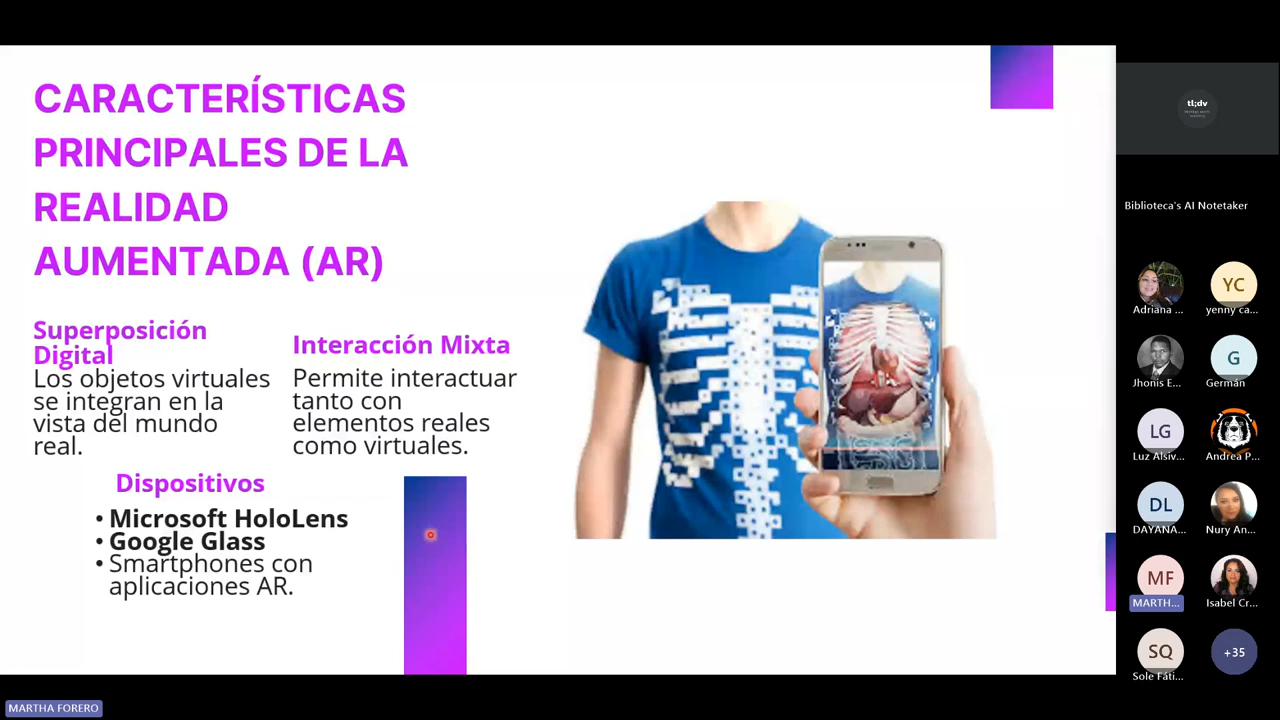 CARACTERÍSTICAS
PRINCIPALES DE LA
REALIDAD
AUMENTADA (AR)
Superposición
Digital
Los objetos virtuales
se integran en la
vista del mundo
real.
Interacción Mixta
Permite interactuar
tanto con
elementos reales
como virtuales.
Dispositivos
• Microsoft HoloLens
• Google Glass
• Smartphones con
aplicaciones AR.
tl;dv
Biblioteca's AI Notetaker
Adriana ...
YC
yenny ca...
Jhonis E...
G
Germán
LG
Luz Alsiv...
Andrea P...
DL
DAYANA...
Nury An...
MF
MARTH...
Isabel Cr...
SQ
Sole Fáti...
+35
MARTHA FORERO